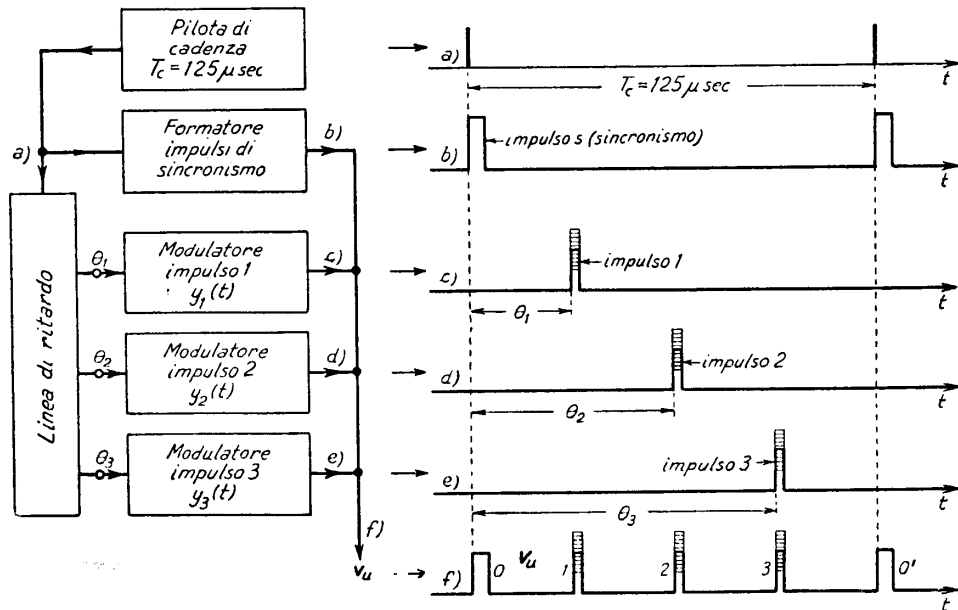 Pilota di
cadenza
Tc = 125 μsec
a)
Formatore
impulsi di
sincronismo
b)
Linea di ritardo
θ1
Modulatore
impulso 1
y1(t)
c)
θ2
Modulatore
impulso 2
y2(t)
d)
θ3
Modulatore
impulso 3
y3(t)
e)
f)
vu
a)
t
Tc = 125 μsec
b)
impulso s (sincronismo)
t
c)
impulso 1
t
θ1
d)
impulso 2
t
θ2
e)
impulso 3
t
θ3
f)
0
vu
1
2
3
0'
t